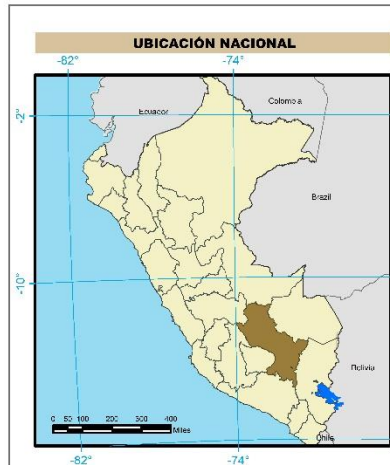 UBICACIÓN NACIONAL
-82°
-74°
Ecuador
Colombia
-2°
Brazil
-10°
Bolivia
0 50 100 200 300 400
Miles
Chile
-82°
-74°